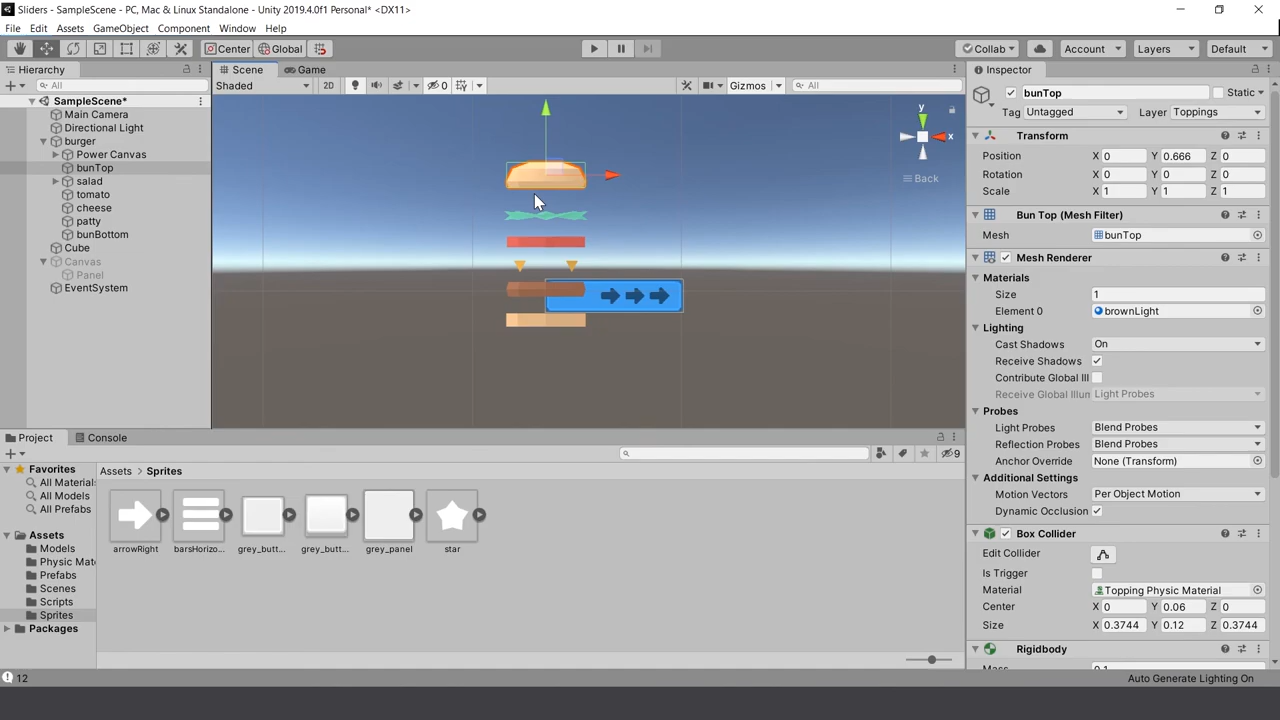 Sliders - SampleScene - PC, Mac & Linux Standalone - Unity 2019.4.0f1 Personal* <DX11>
File Edit Assets GameObject Component Window Help
Center Global Collab Account Layers Default
Hierarchy Scene Game Inspector
All Shaded 2D 0 Gizmos All bunTop Static
SampleScene* Tag Untagged Layer Toppings
Main Camera
Directional Light y x
burger Transform
Power Canvas Position X 0 Y 0.666 Z 0
bunTop Rotation X 0 Y 0 Z 0
salad Back Scale X 1 Y 1 Z 1
tomato
cheese Bun Top (Mesh Filter)
patty Mesh bunTop
bunBottom
Cube Mesh Renderer
Canvas Materials
Panel Size 1
EventSystem Element 0 brownLight
Lighting
Cast Shadows On
Receive Shadows
Contribute Global Ill
Receive Global Illum Light Probes
Probes
Light Probes Blend Probes
Project Console Reflection Probes Blend Probes
9 Anchor Override None (Transform)
Favorites Assets > Sprites Additional Settings
All Material Motion Vectors Per Object Motion
All Models Dynamic Occlusion
All Prefabs
Assets Box Collider
Models arrowRight barsHorizo... grey_butt... grey_butt... grey_panel star Edit Collider
Physic Mat Is Trigger
Prefabs Material Topping Physic Material
Scenes Center X 0 Y 0.06 Z 0
Scripts Size X 0.3744 Y 0.12 Z 0.3744
Sprites
Packages Rigidbody
Mass 0.1
12 Auto Generate Lighting On